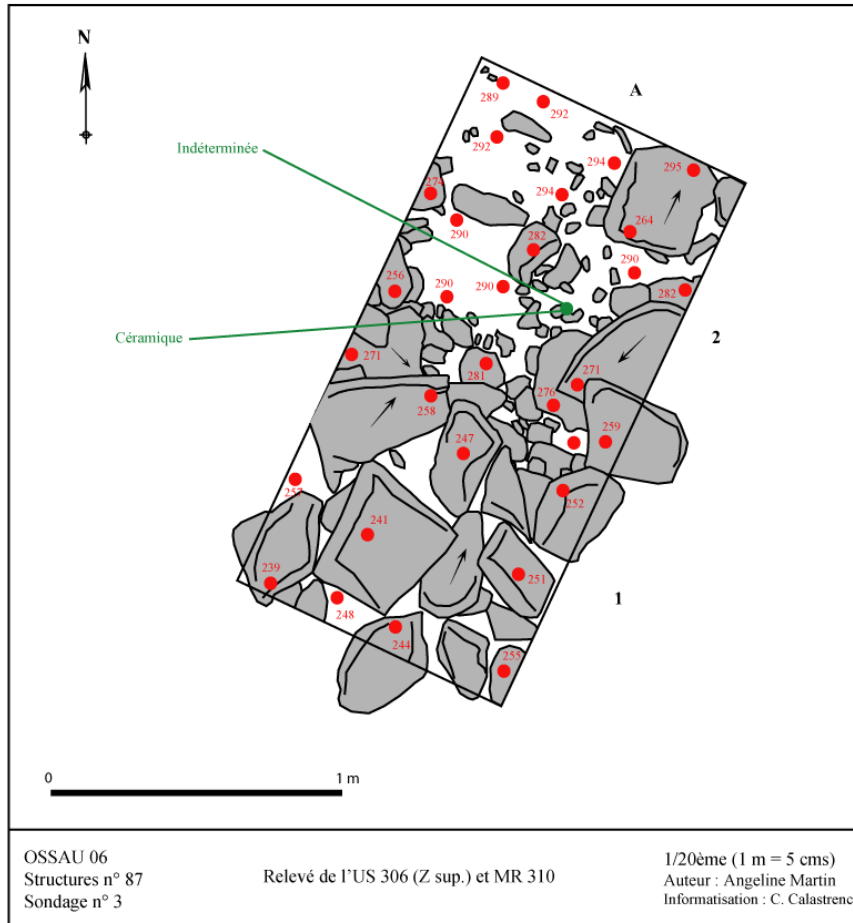 N
A
289
292
Indéterminée
292
294
295
274
294
264
290
282
290
256
290
290
282
Céramique
2
271
281
271
258
276
247
259
257
252
241
251
239
248
1
244
255
0
1 m
OSSAU 06
Structures n° 87
Sondage n° 3
Relevé de l'US 306 (Z sup.) et MR 310
1/20ème (1 m = 5 cms)
Auteur : Angeline Martin
Informatisation : C. Calastrenc